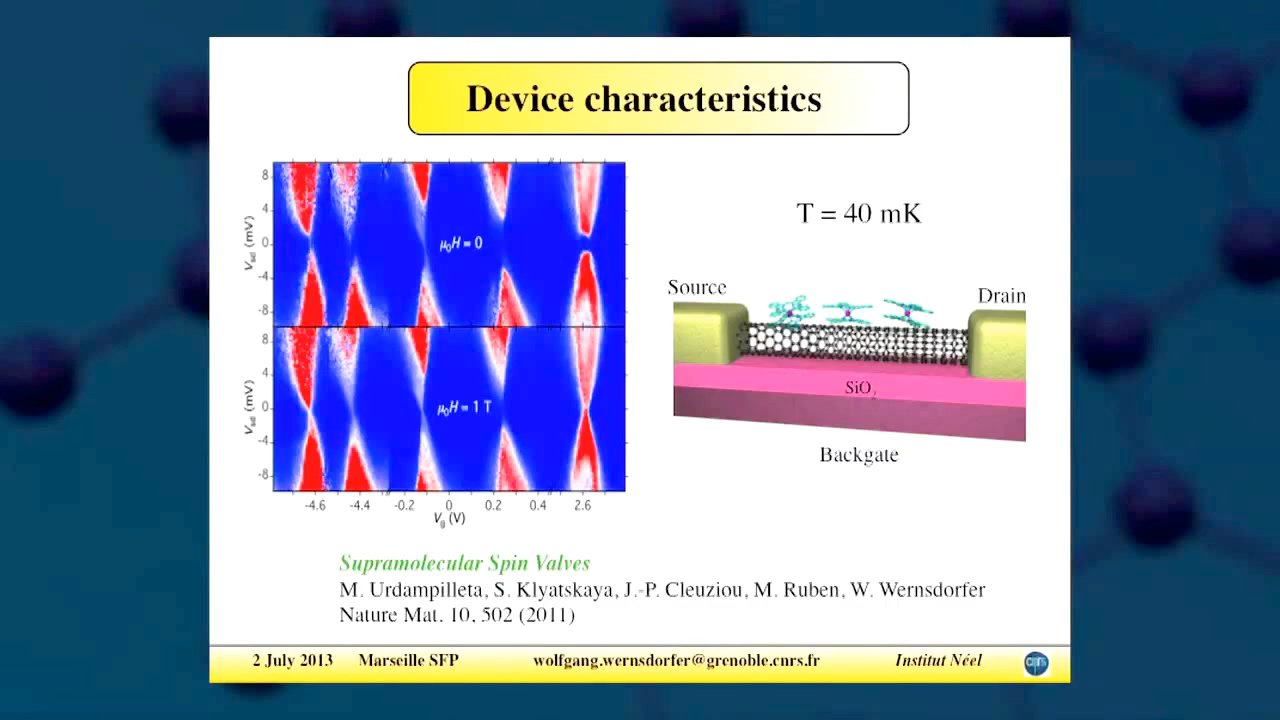 Device characteristics
8
4
0
-4
-8
V_sd (mV)
μ₀H = 0
8
4
0
-4
-8
V_sd (mV)
μ₀H = 1 T
-4.6 -4.4 -0.2 0 0.2 0.4 2.6
V_g (V)
T = 40 mK
Source
Drain
SiO₂
Backgate
Supramolecular Spin Valves
M. Urdampilleta, S. Klyatskaya, J.-P. Cleuziou, M. Ruben, W. Wernsdorfer
Nature Mat. 10, 502 (2011)
2 July 2013 Marseille SFP wolfgang.wernsdorfer@grenoble.cnrs.fr Institut Néel
cnrs